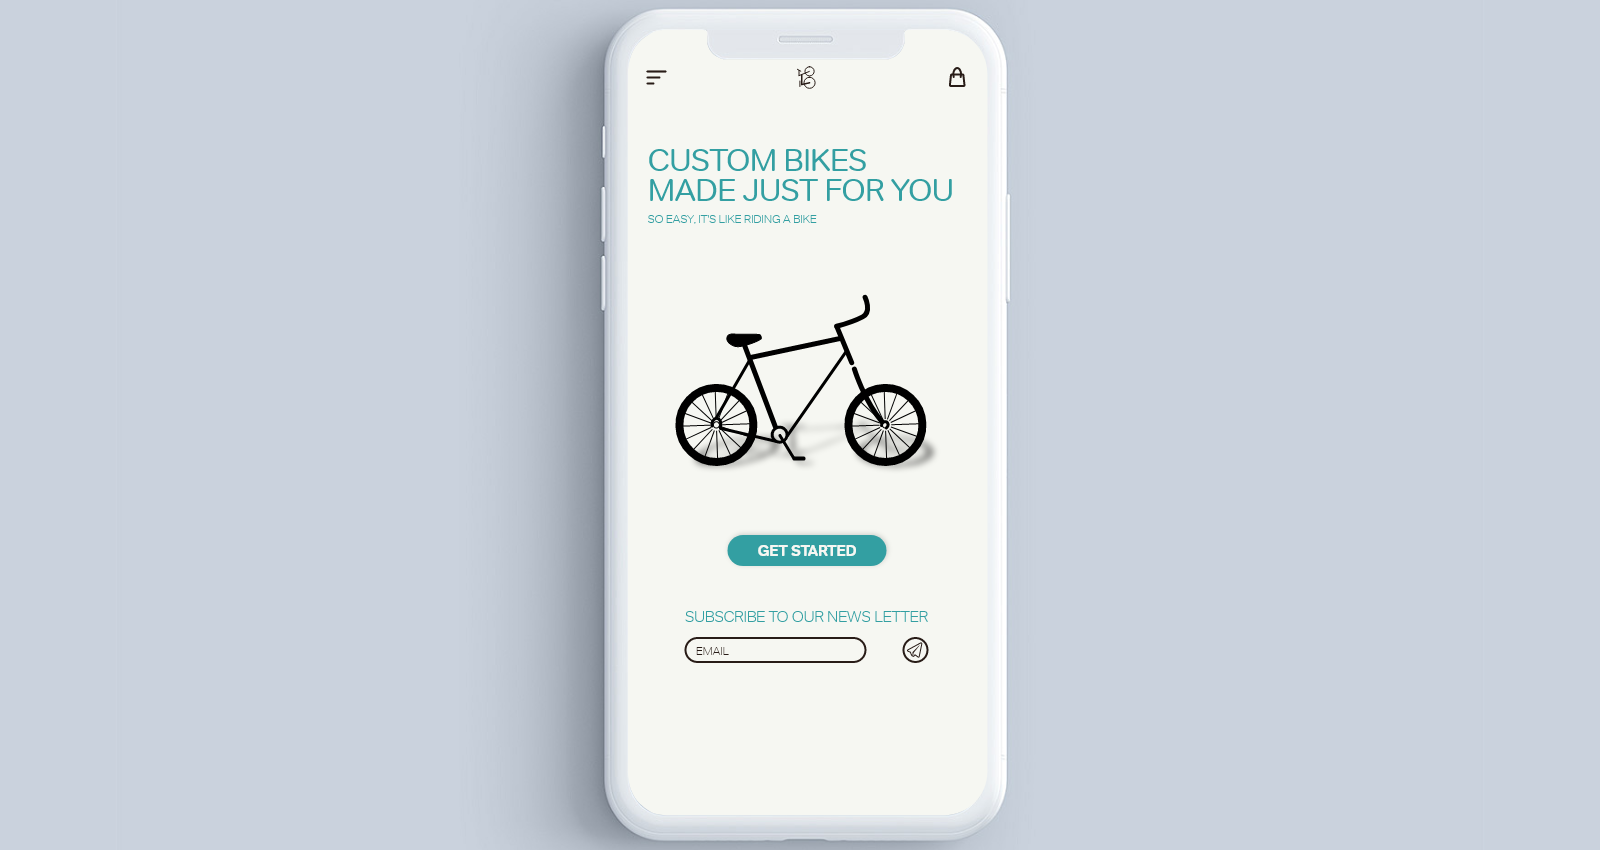 CUSTOM BIKES
MADE JUST FOR YOU
SO EASY, IT'S LIKE RIDING A BIKE
GET STARTED
SUBSCRIBE TO OUR NEWS LETTER
EMAIL